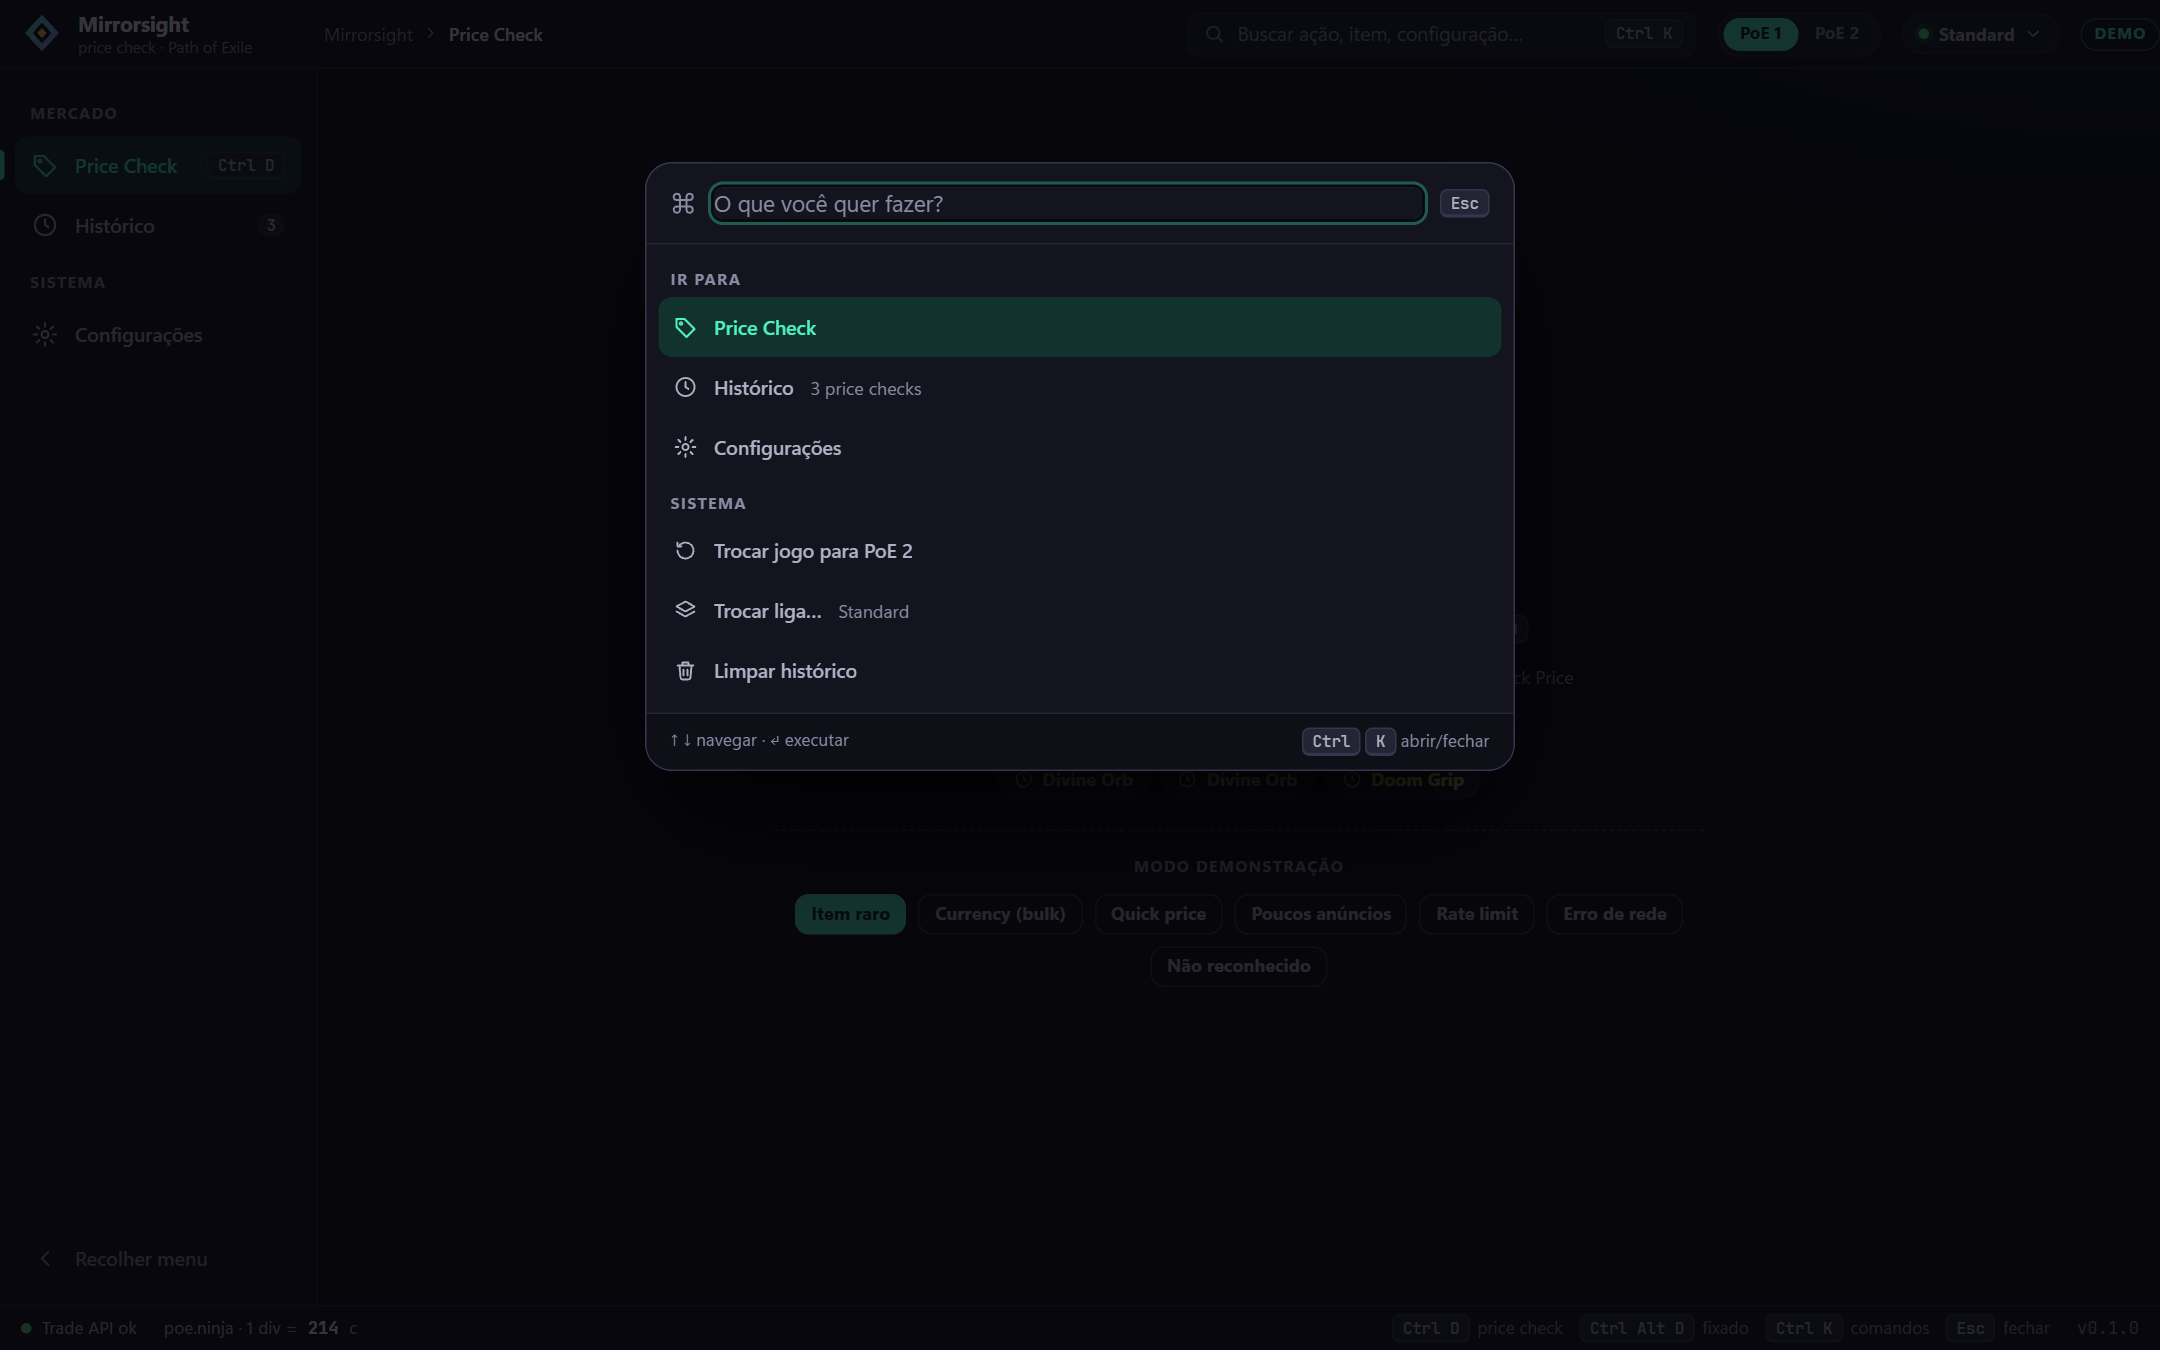 Mirrorsight
price check · Path of Exile
Mirrorsight > Price Check
Buscar ação, item, configuração... Ctrl K
PoE 1 PoE 2
Standard
DEMO
MERCADO
Price Check Ctrl D
Histórico 3
SISTEMA
Configurações
O que você quer fazer? Esc
IR PARA
Price Check
Histórico 3 price checks
Configurações
SISTEMA
Trocar jogo para PoE 2
Trocar liga... Standard
Limpar histórico
↑ ↓ navegar · ↵ executar
Ctrl K abrir/fechar
Price
Divine Orb Divine Orb Doom Grip
MODO DEMONSTRAÇÃO
Item raro Currency (bulk) Quick price Poucos anúncios Rate limit Erro de rede
Não reconhecido
Recolher menu
Trade API ok poe.ninja · 1 div = 214 c
Ctrl D price check Ctrl Alt D fixado Ctrl K comandos Esc fechar v0.1.0